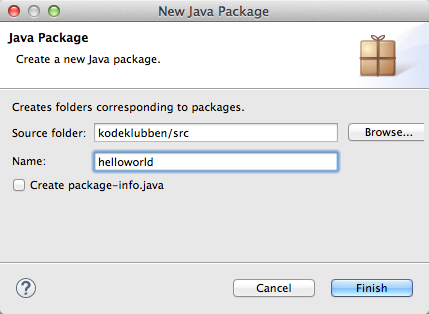 New Java Package
Java Package
Create a new Java package.
Creates folders corresponding to packages.
Source folder: kodeklubben/src Browse...
Name: helloworld
Create package-info.java
? Cancel Finish